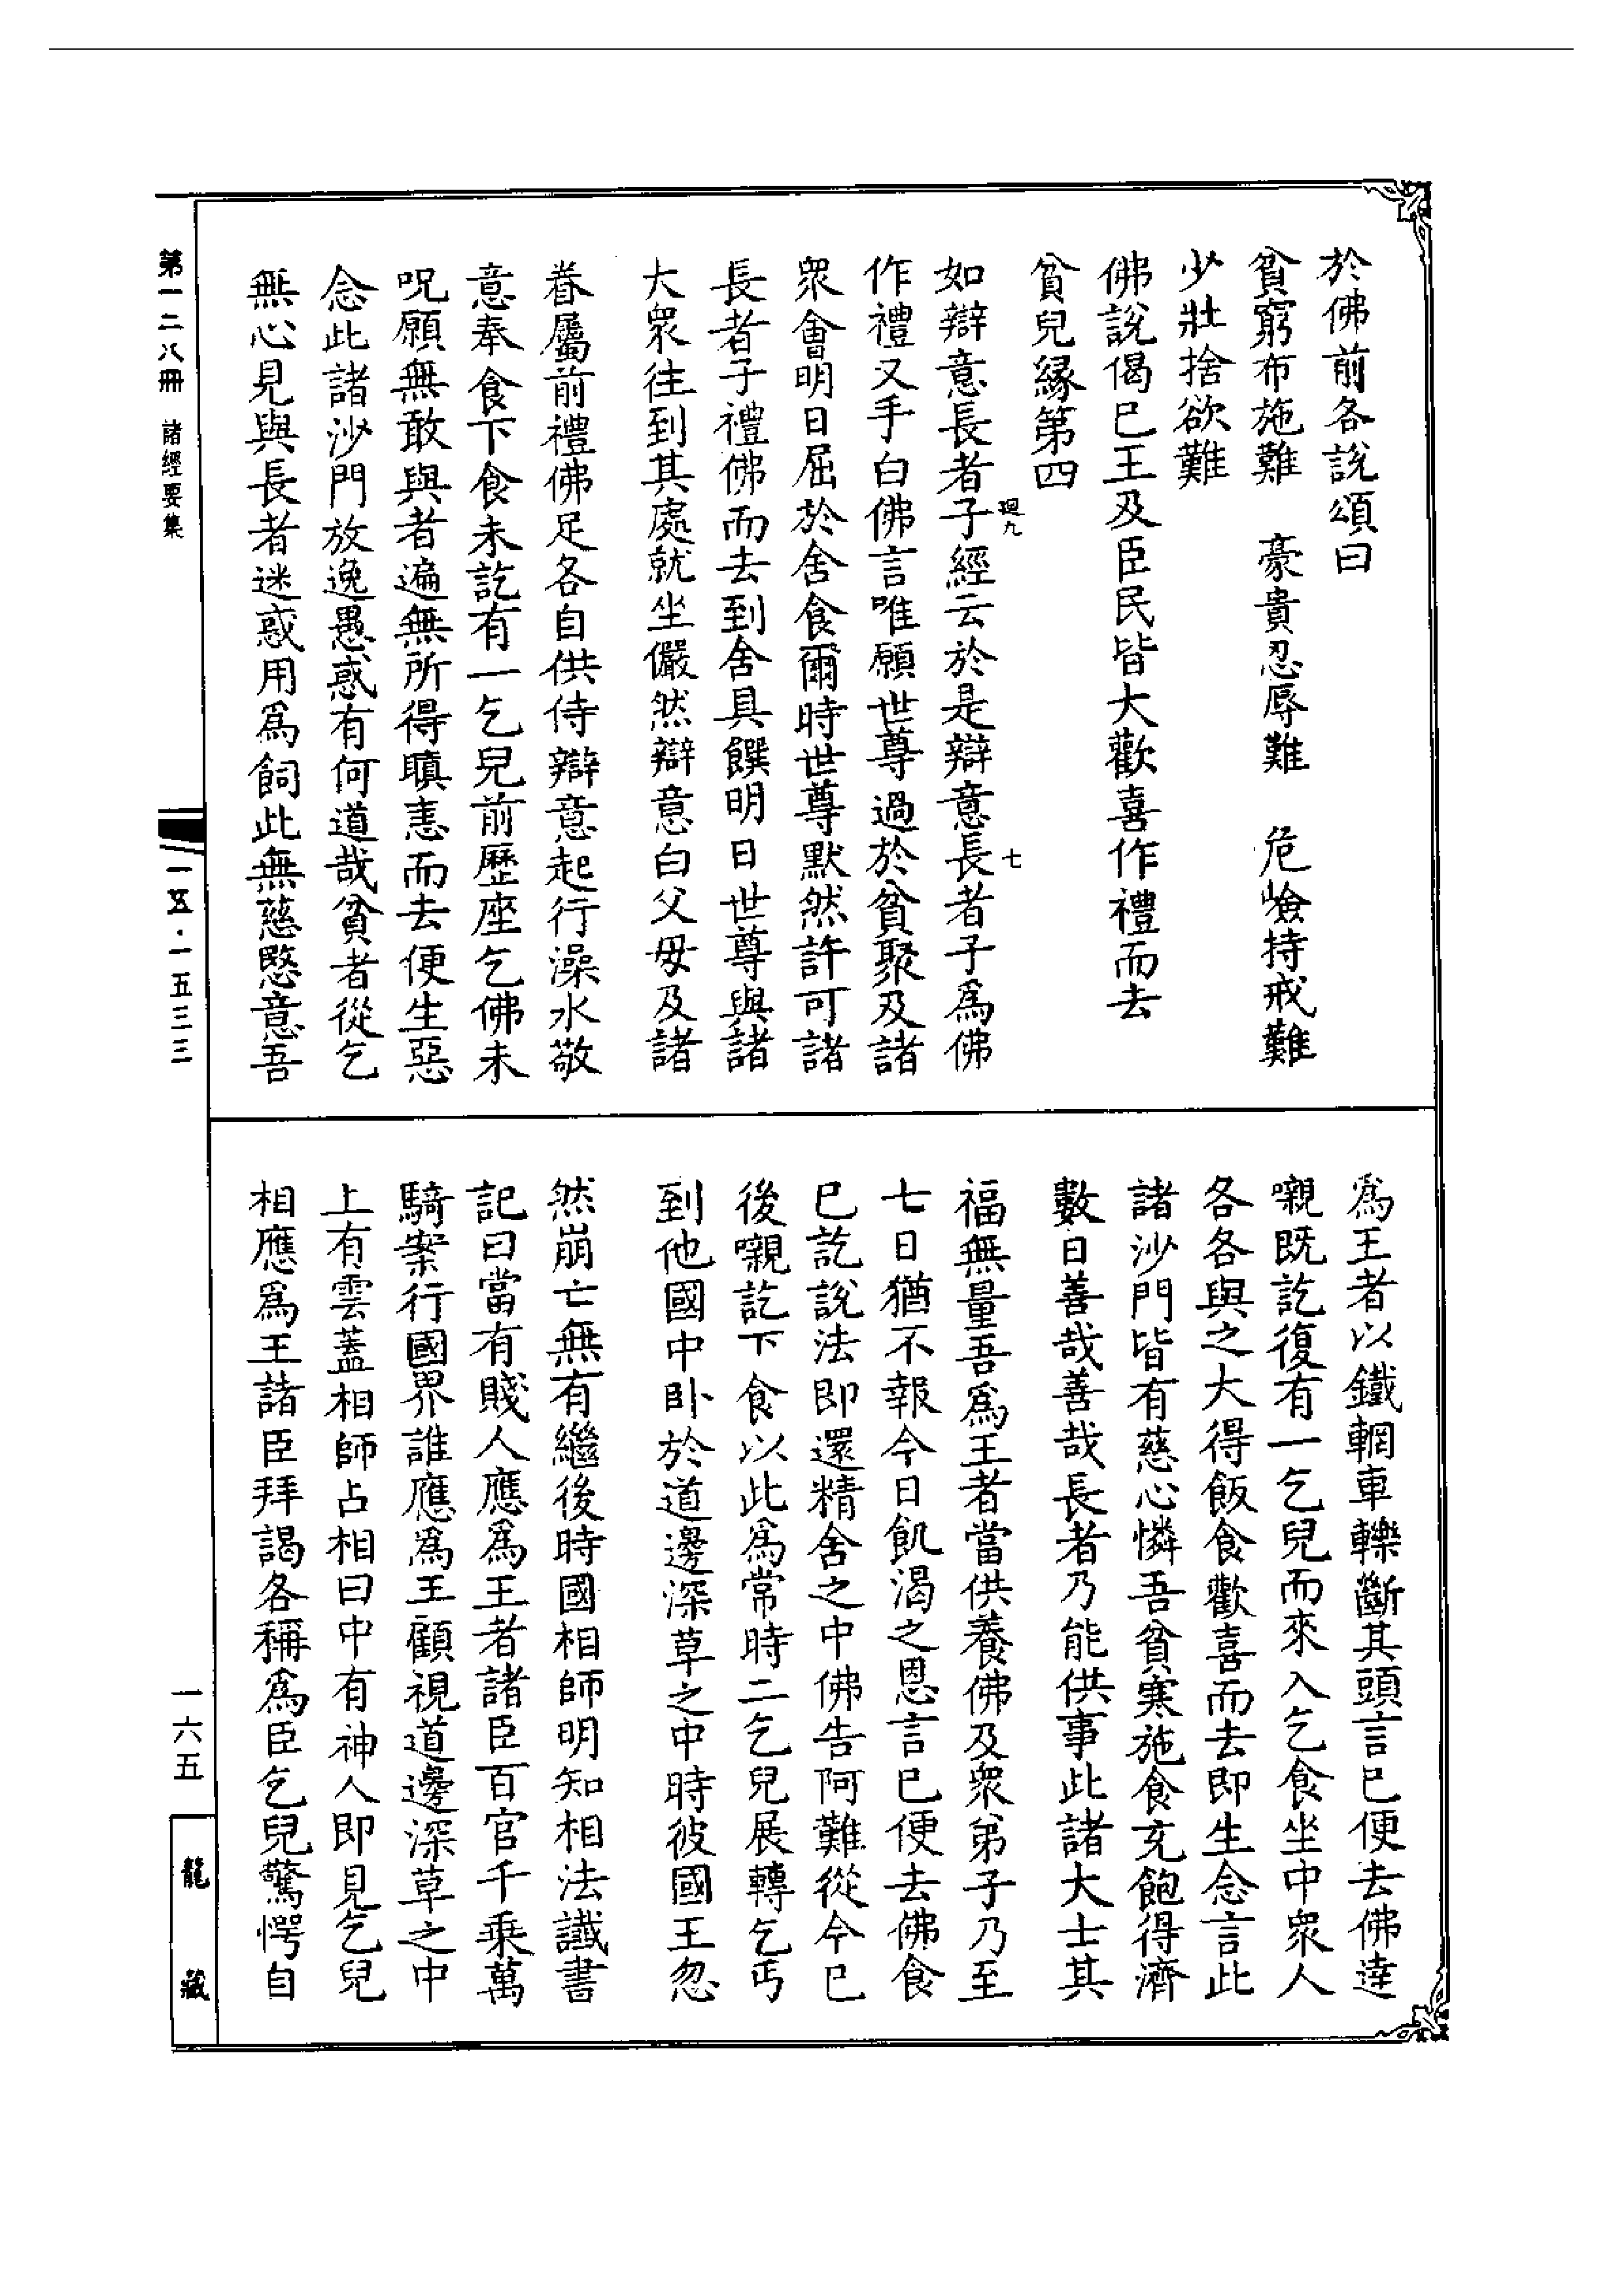 於佛前各說頌曰
貧窮布施難　豪貴忍辱難　危嶮持戒難
少壯捨欲難
佛說偈已王及臣民皆大歡喜作禮而去
貧兒緣第四
迴九　七
如辯意長者子經云於是辯意長者子爲佛
作禮叉手白佛言唯願世尊過於貧聚及諸
衆會明日屈於舍食爾時世尊默然許可諸
長者子禮佛而去到舍具饌明日世尊與諸
大衆往到其處就坐儼然辯意白父母及諸
眷屬前禮佛足各自供侍辯意起行澡水敬
意奉食下食未訖有一乞兒前歷座乞佛未
呪願無敢與者遍無所得瞋恚而去便生惡
念此諸沙門放逸愚惑有何道哉貧者從乞
無心見與長者迷惑用爲飼此無慈愍意吾
爲王者以鐵輞車轢斷其頭言已便去佛達
嚫既訖復有一乞兒而來入乞食坐中衆人
各各與之大得飯食歡喜而去即生念言此
諸沙門皆有慈心憐吾貧寒施食充飽得濟
數日善哉善哉長者乃能供事此諸大士其
福無量吾爲王者當供養佛及衆弟子乃至
七日猶不報今日飢渴之恩言已便去佛食
已訖說法即還精舍之中佛告阿難從今已
後嚫訖下食以此爲常時二乞兒展轉乞丐
到他國中卧於道邊深草之中時彼國王忽
然崩亡無有繼後時國相師明知相法讖書
記曰當有賤人應爲王者諸臣百官千乘萬
騎案行國界誰應爲王顧視道邊深草之中
上有雲蓋相師占相曰中有神人即見乞兒
相應爲王諸臣拜謁各稱爲臣乞兒驚愕自
第一二八冊　諸經要集
一五·一五三三
一六五
龍藏